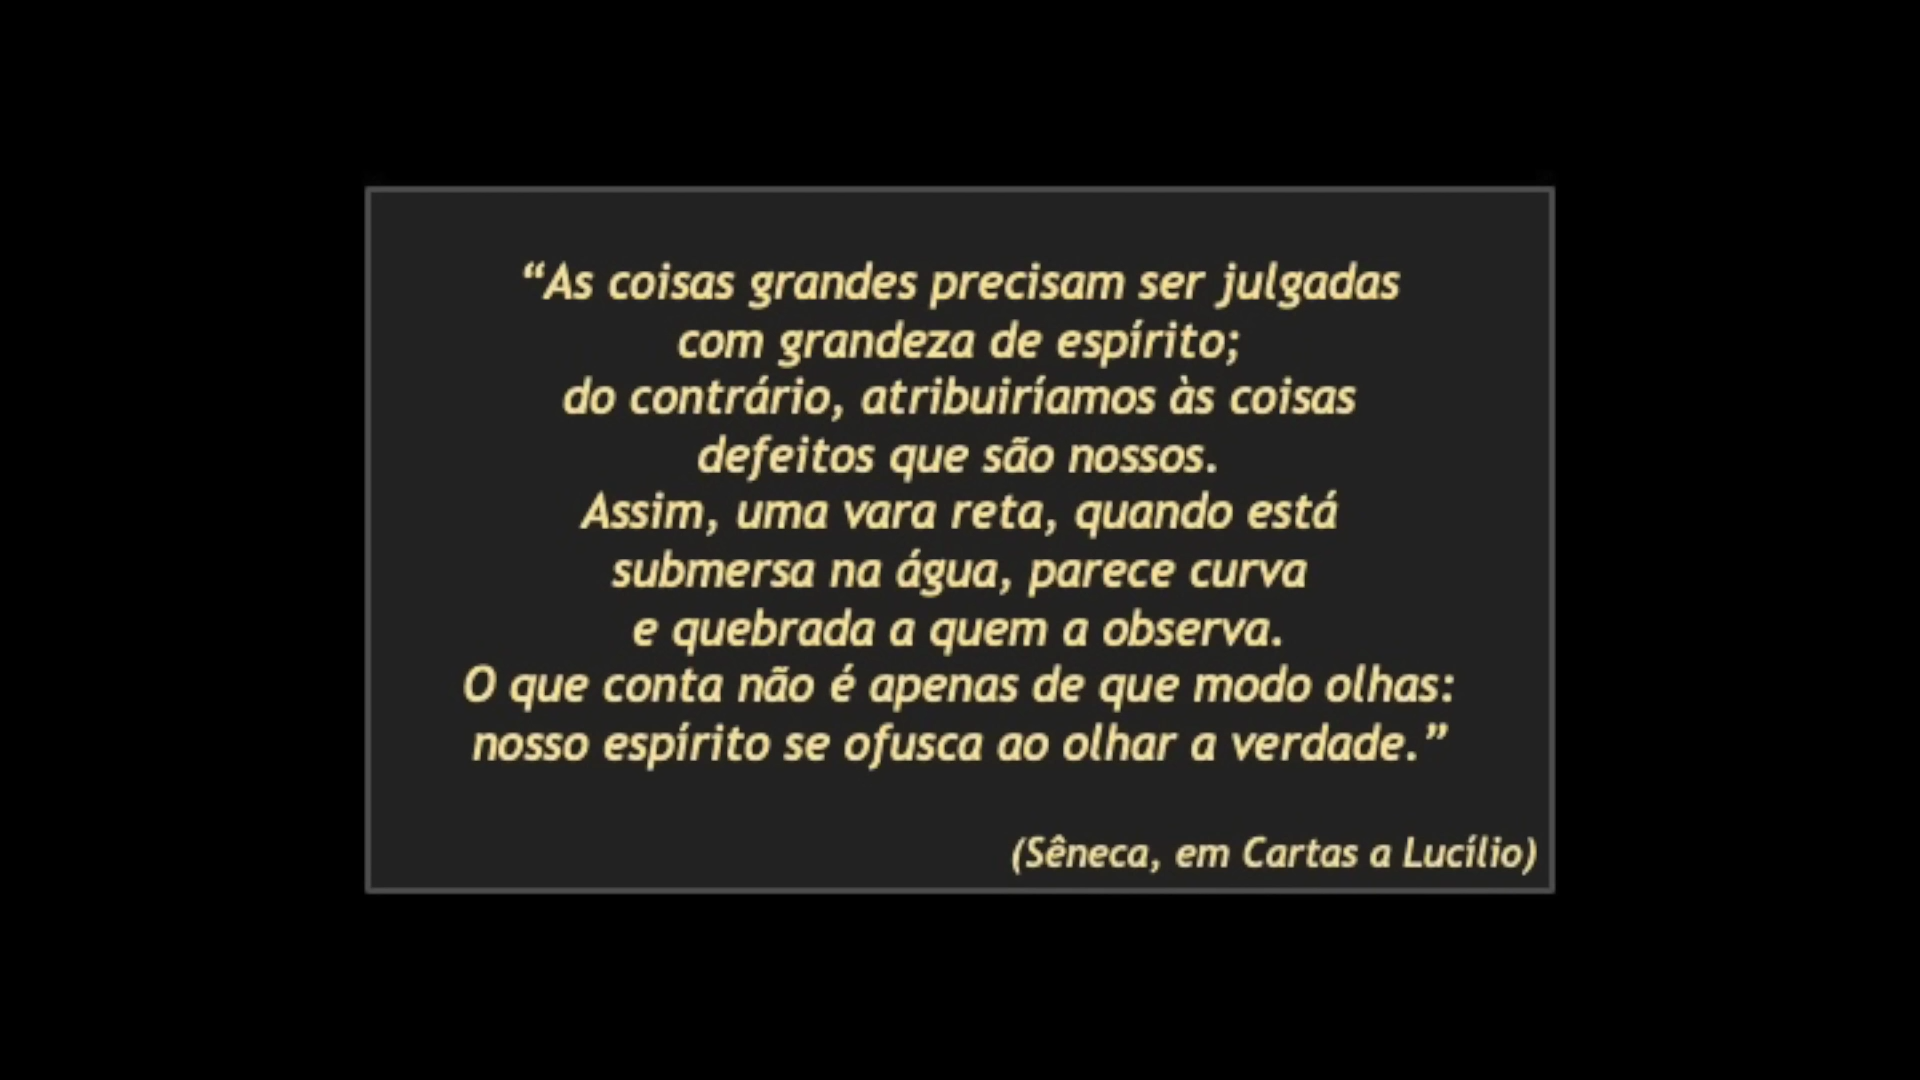 “As coisas grandes precisam ser julgadas
com grandeza de espírito;
do contrário, atribuiríamos às coisas
defeitos que são nossos.
Assim, uma vara reta, quando está
submersa na água, parece curva
e quebrada a quem a observa.
O que conta não é apenas de que modo olhas:
nosso espírito se ofusca ao olhar a verdade.”
(Sêneca, em Cartas a Lucílio)